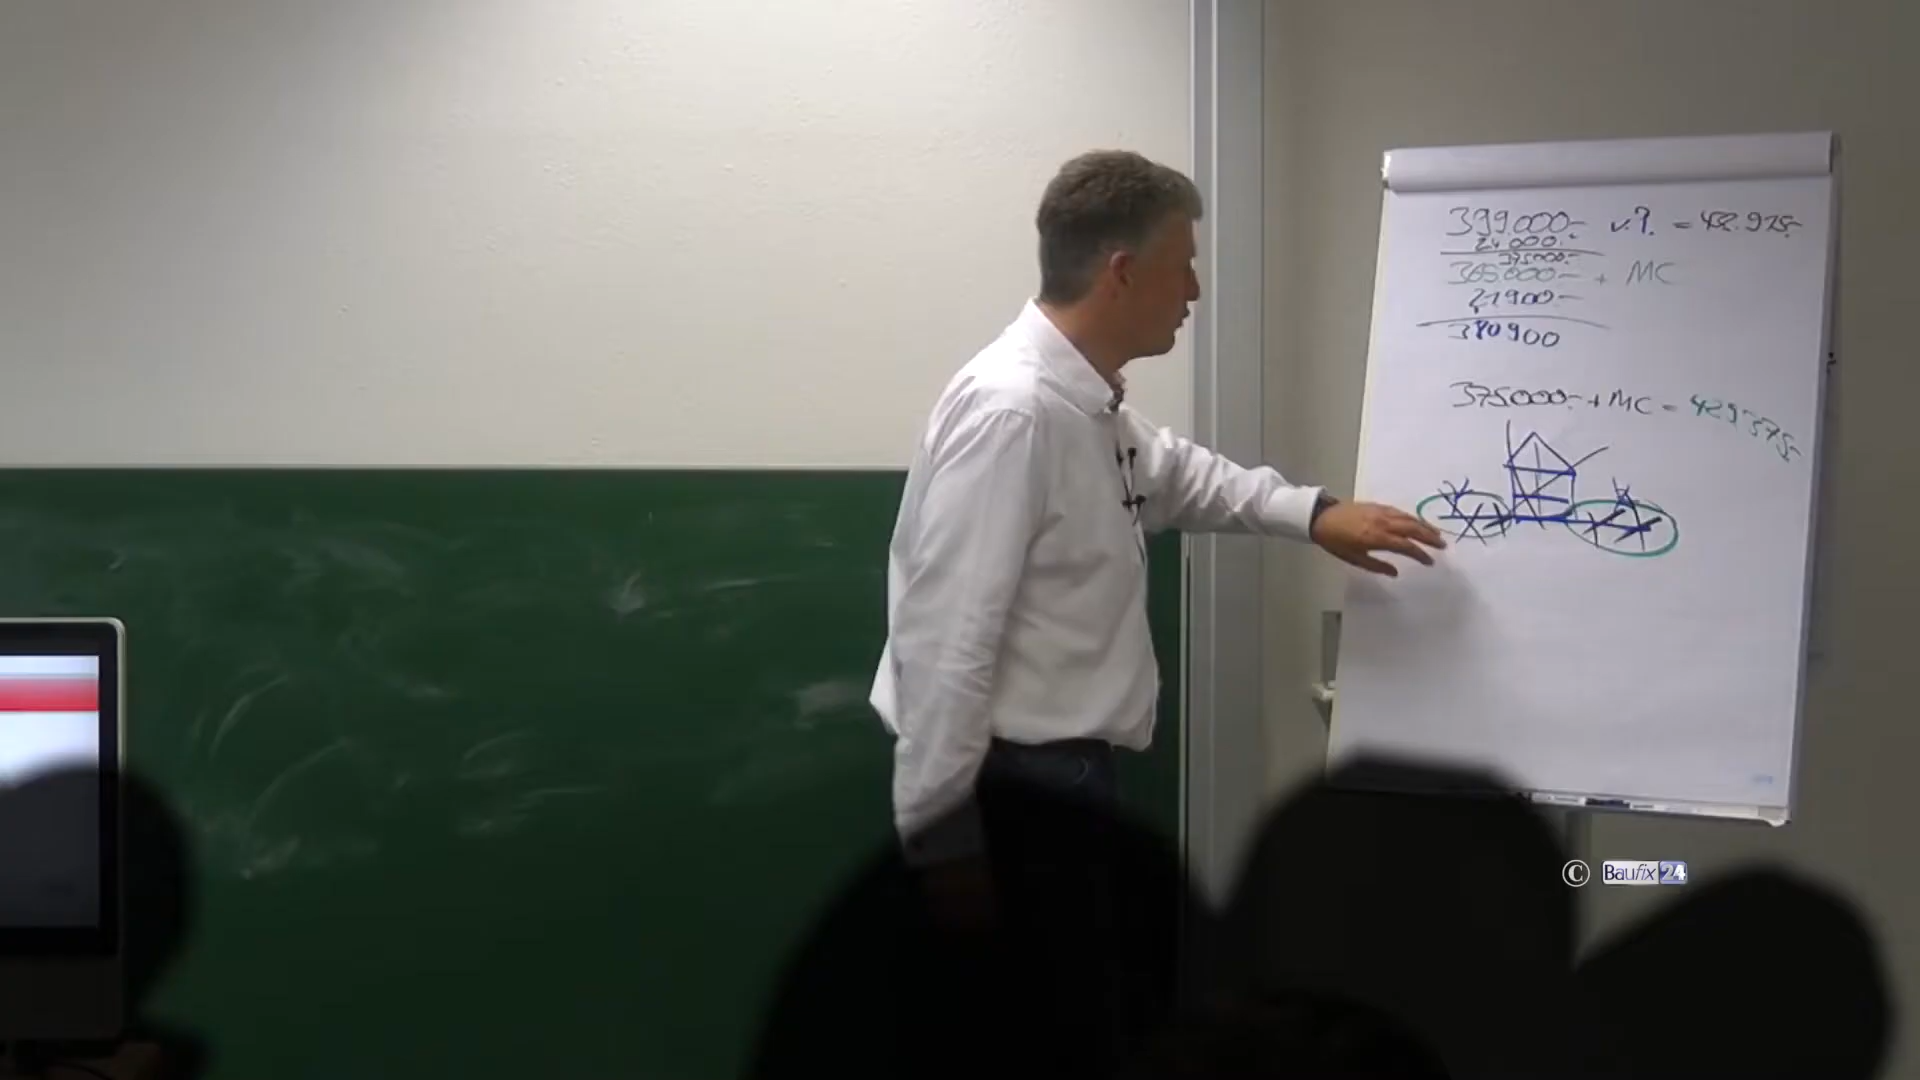 399.000.- v.?. = 432.975.-
24.000.-
375000.-
365.000.- + MC
21900.-
380900
375000.- + MC = 429375.-
© Baufix24